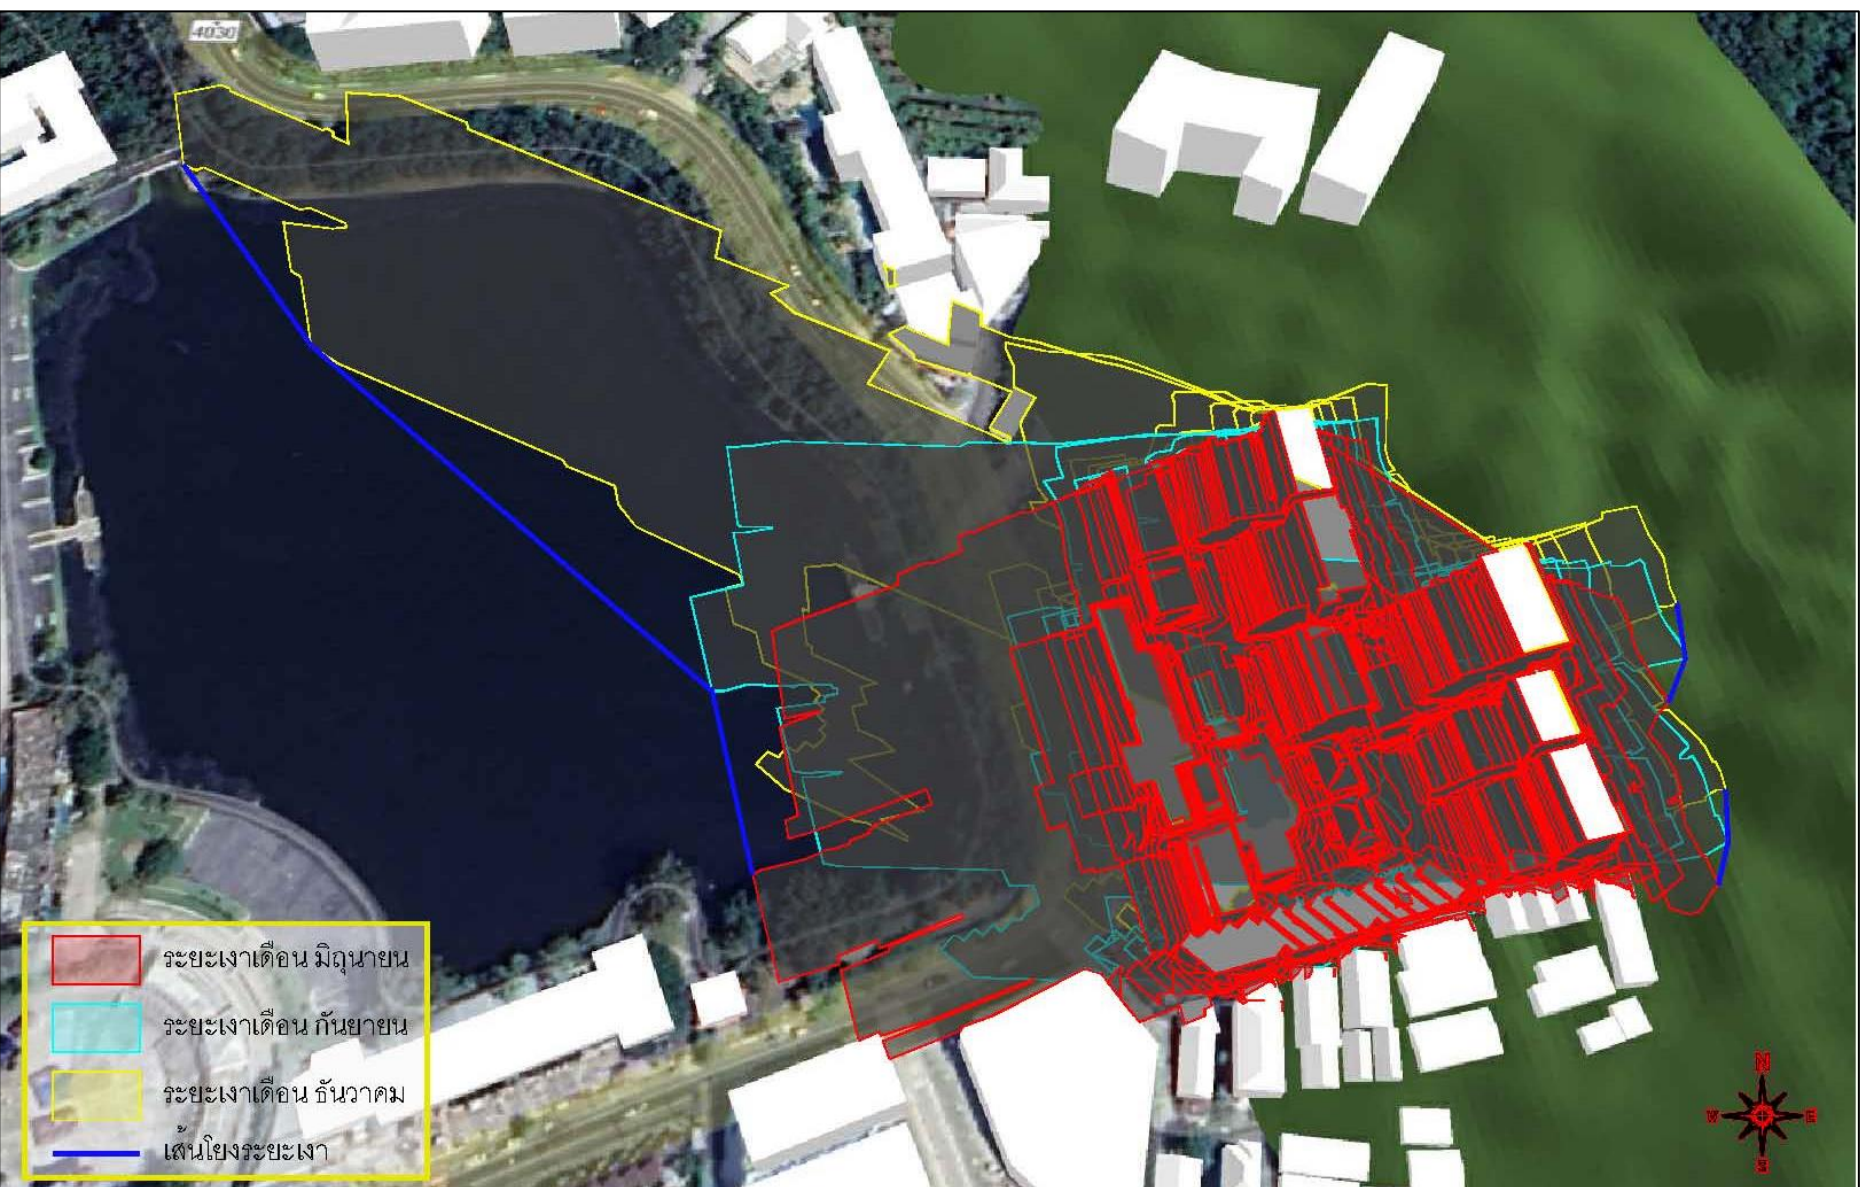 4030
ระยะเงาเดือน มิถุนายน
ระยะเงาเดือน กันยายน
ระยะเงาเดือน ธันวาคม
เส้นโยงระยะเงา
N
W E
S